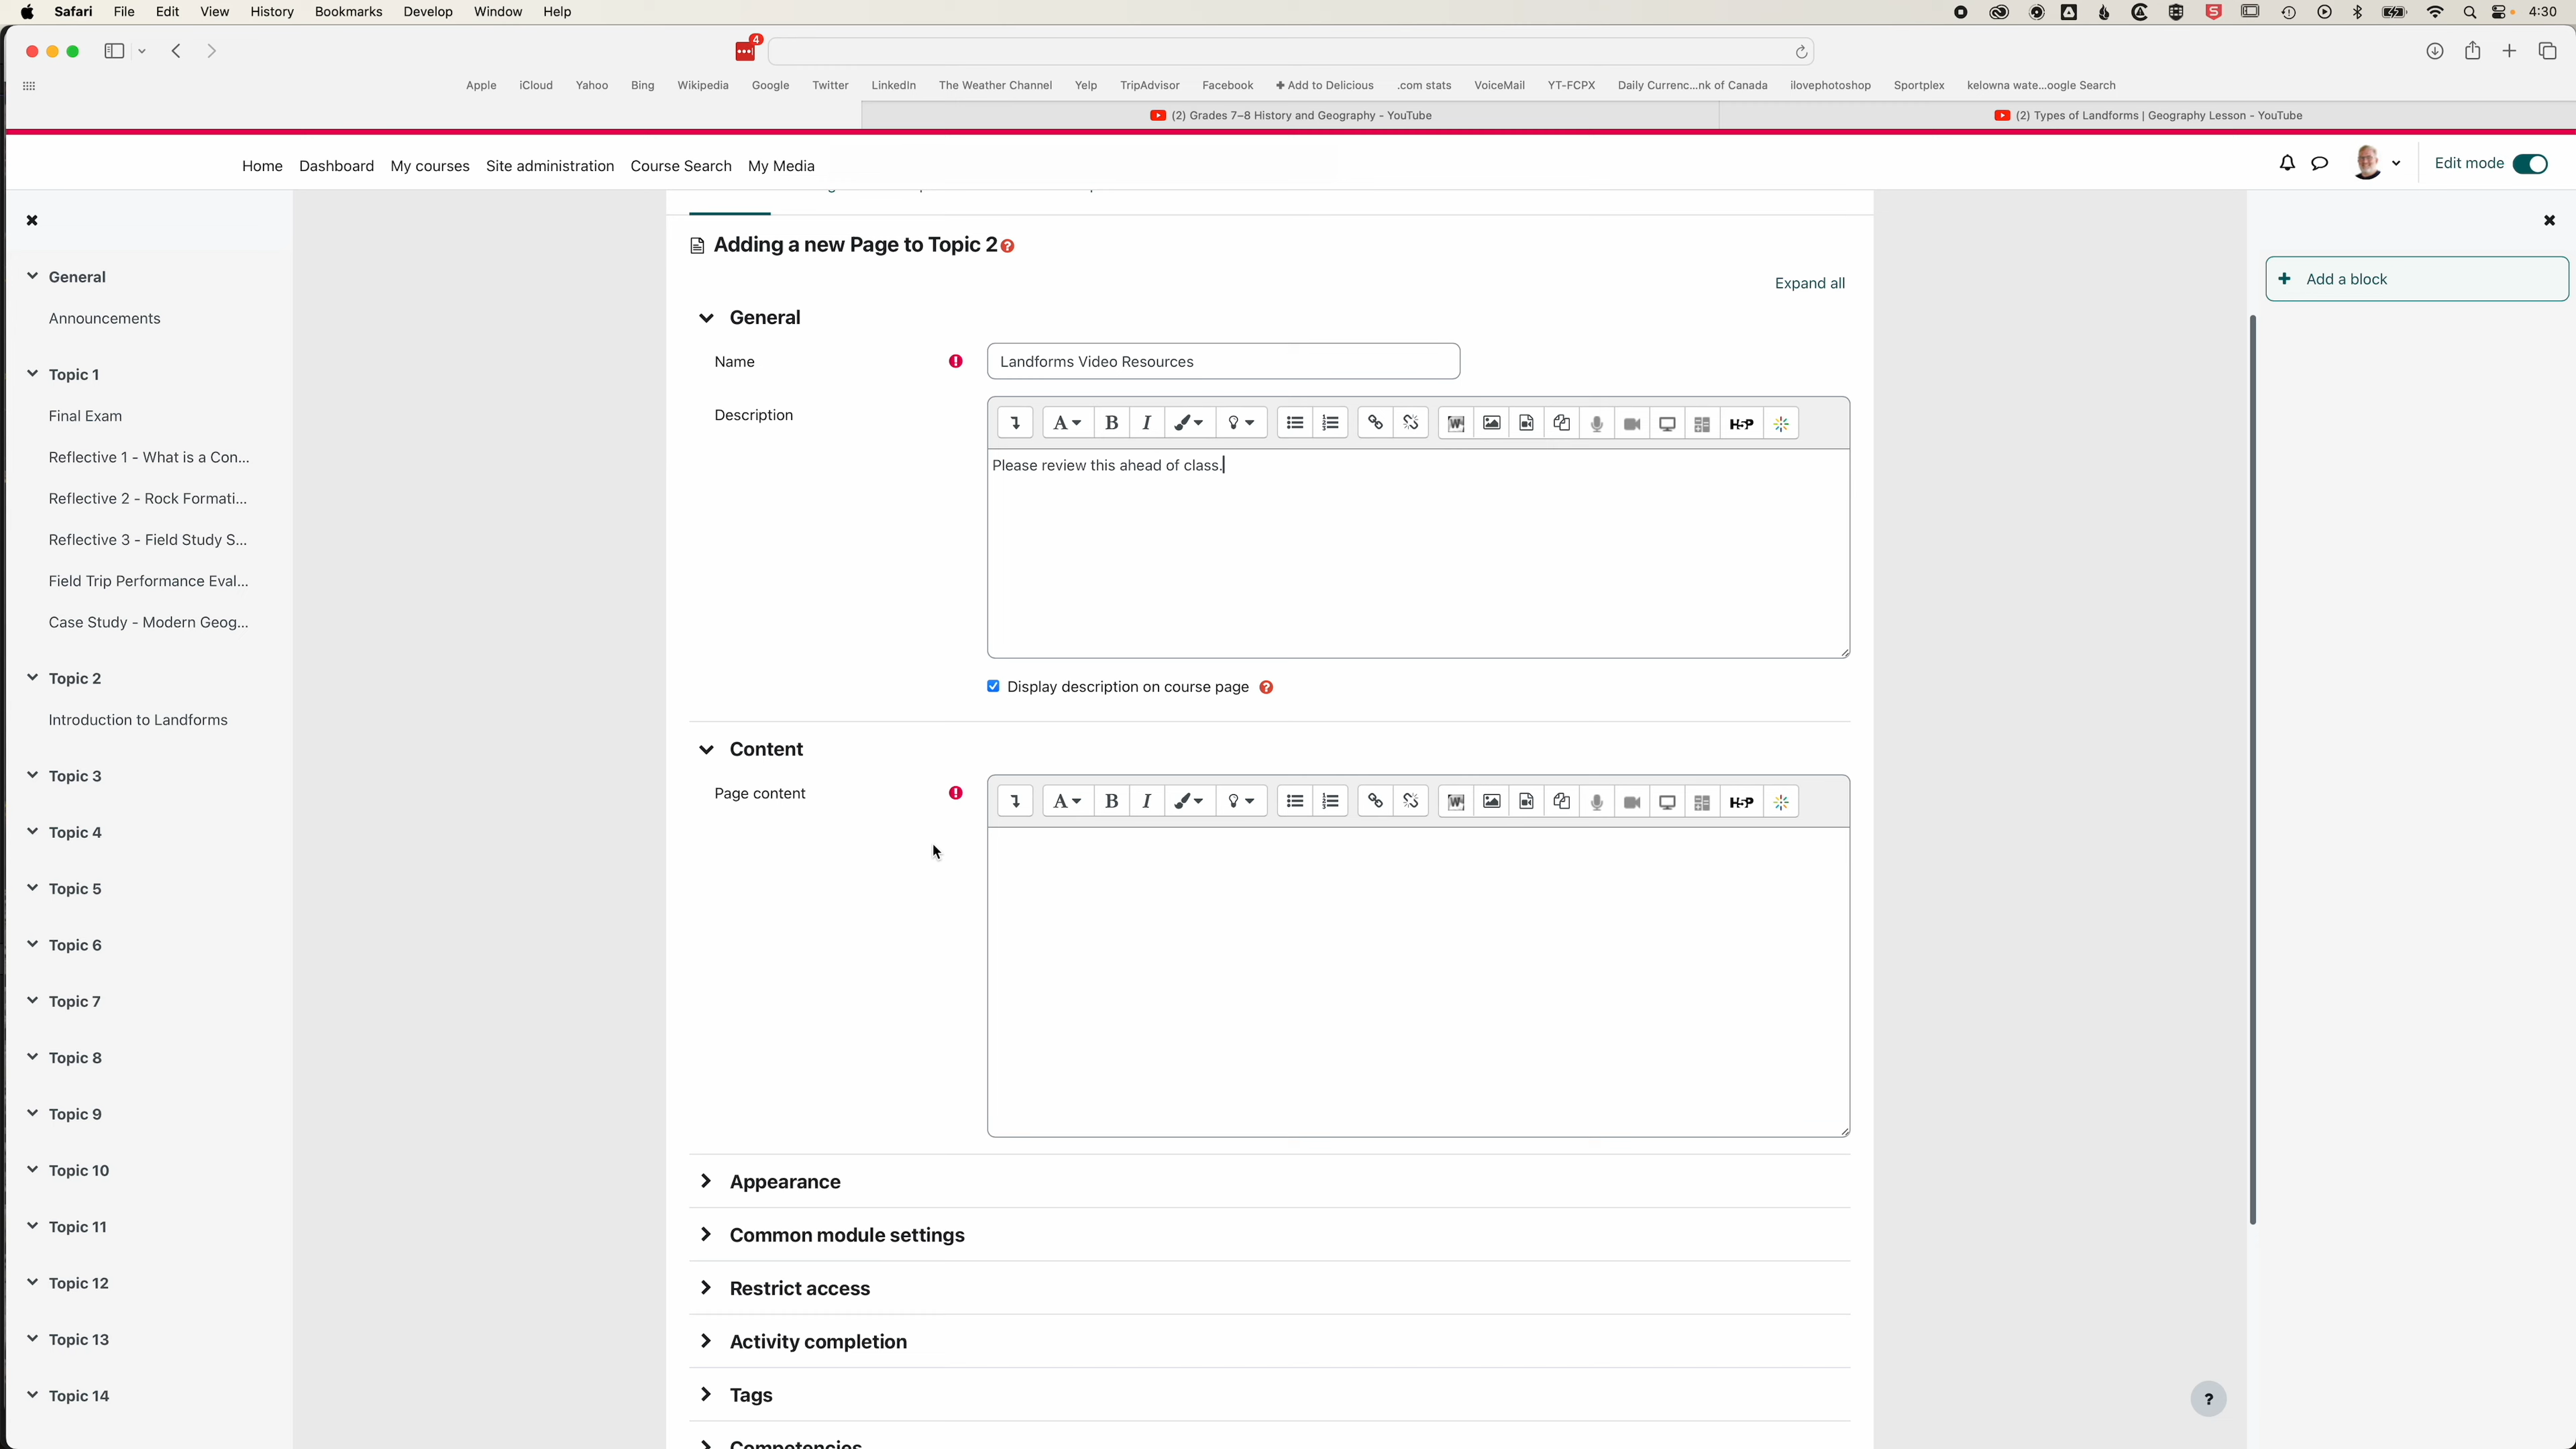 Safari File Edit View History Bookmarks Develop Window Help 4:30
4
Apple iCloud Yahoo Bing Wikipedia Google Twitter LinkedIn The Weather Channel Yelp TripAdvisor Facebook + Add to Delicious .com stats VoiceMail YT-FCPX Daily Currenc...nk of Canada ilovephotoshop Sportplex kelowna wate...oogle Search
(2) Grades 7–8 History and Geography - YouTube (2) Types of Landforms | Geography Lesson - YouTube
Home Dashboard My courses Site administration Course Search My Media Edit mode
General
Announcements
Topic 1
Final Exam
Reflective 1 - What is a Con...
Reflective 2 - Rock Formati...
Reflective 3 - Field Study S...
Field Trip Performance Eval...
Case Study - Modern Geog...
Topic 2
Introduction to Landforms
Topic 3
Topic 4
Topic 5
Topic 6
Topic 7
Topic 8
Topic 9
Topic 10
Topic 11
Topic 12
Topic 13
Topic 14
Adding a new Page to Topic 2
Expand all
General
Name Landforms Video Resources
Description
A B I H5P
Please review this ahead of class.
Display description on course page
Content
Page content
A B I H5P
Appearance
Common module settings
Restrict access
Activity completion
Tags
Competencies
+ Add a block
?